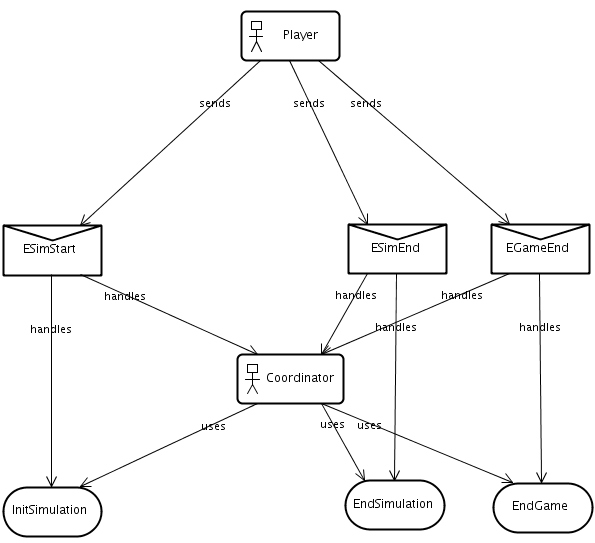 Player
sends
sends
sends
ESimStart
ESimEnd
EGameEnd
handles
handles
handles
handles
handles
handles
Coordinator
uses
uses
uses
InitSimulation
EndSimulation
EndGame